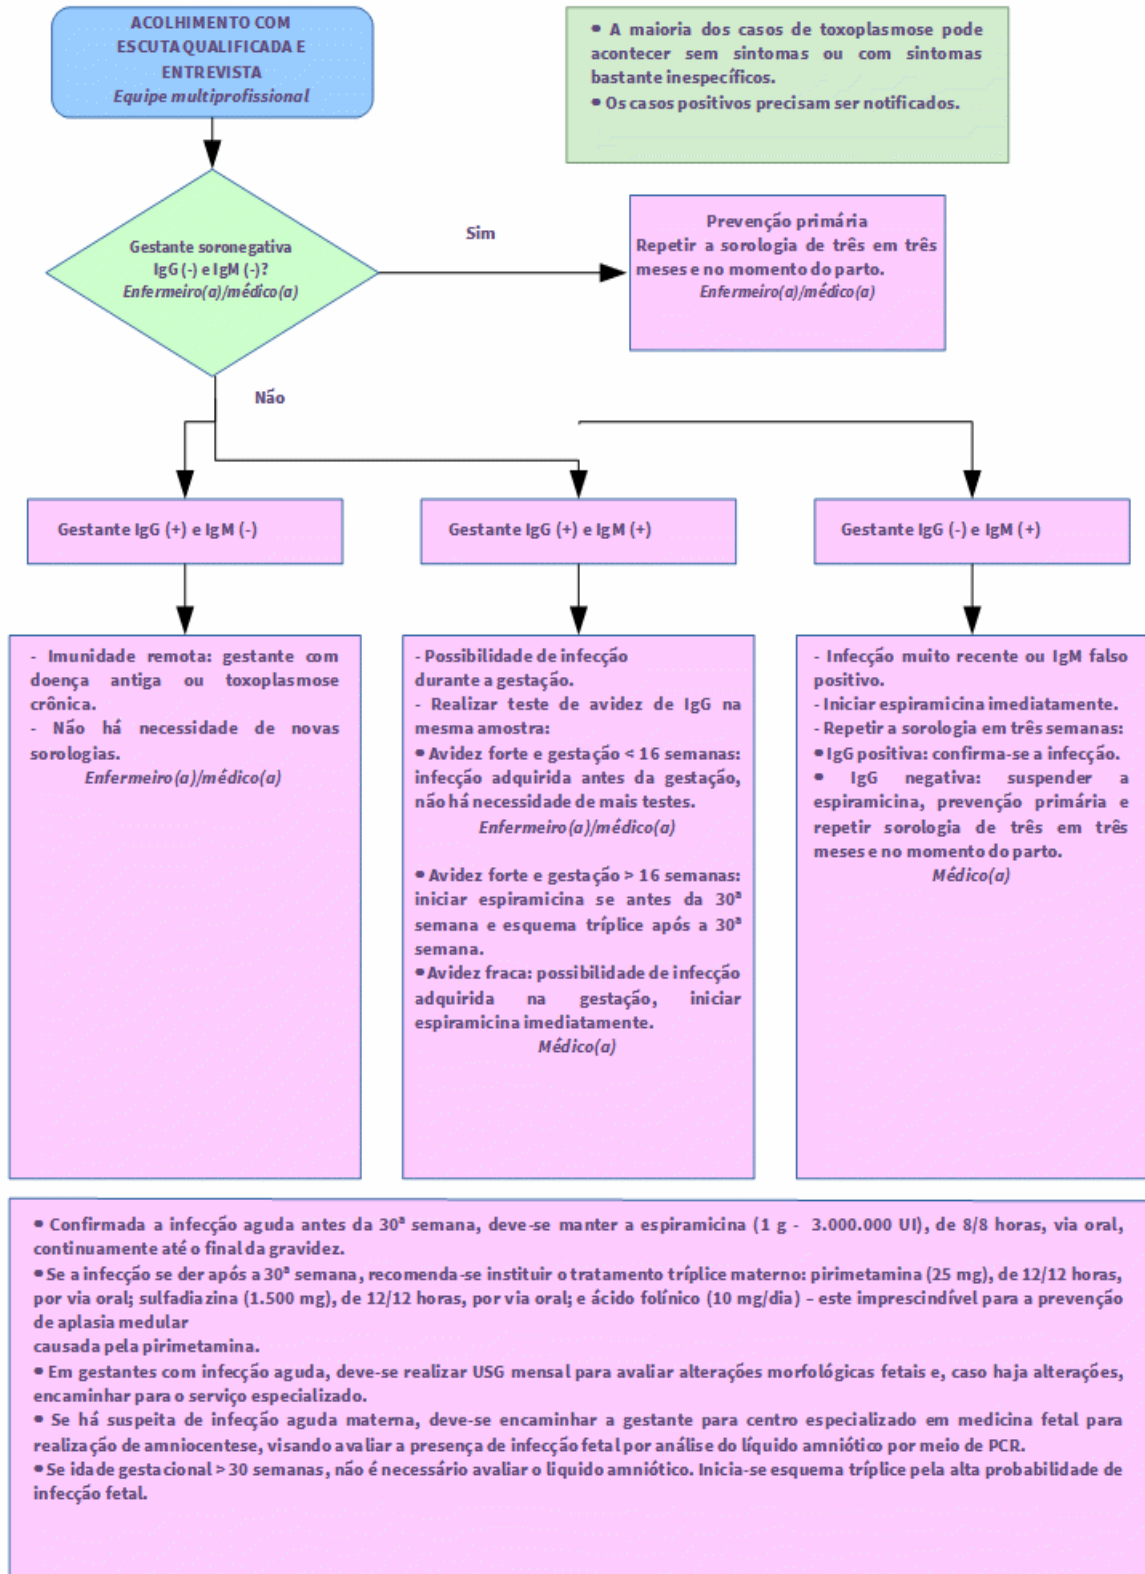 ACOLHIMENTO COM
ESCUTA QUALIFICADA E
ENTREVISTA
Equipe multiprofissional
• A maioria dos casos de toxoplasmose pode
acontecer sem sintomas ou com sintomas
bastante inespecíficos.
• Os casos positivos precisam ser notificados.
Gestante soronegativa
IgG (-) e IgM (-)?
Enfermeiro(a)/médico(a)
Sim
Prevenção primária
Repetir a sorologia de três em três
meses e no momento do parto.
Enfermeiro(a)/médico(a)
Não
Gestante IgG (+) e IgM (-)
Gestante IgG (+) e IgM (+)
Gestante IgG (-) e IgM (+)
- Imunidade remota: gestante com
doença antiga ou toxoplasmose
crônica.
- Não há necessidade de novas
sorologias.
Enfermeiro(a)/médico(a)
- Possibilidade de infecção
durante a gestação.
- Realizar teste de avidez de IgG na
mesma amostra:
• Avidez forte e gestação < 16 semanas:
infecção adquirida antes da gestação,
não há necessidade de mais testes.
Enfermeiro(a)/médico(a)
• Avidez forte e gestação > 16 semanas:
iniciar espiramicina se antes da 30ª
semana e esquema tríplice após a 30ª
semana.
• Avidez fraca: possibilidade de infecção
adquirida na gestação, iniciar
espiramicina imediatamente.
Médico(a)
- Infecção muito recente ou IgM falso
positivo.
- Iniciar espiramicina imediatamente.
- Repetir a sorologia em três semanas:
• IgG positiva: confirma-se a infecção.
• IgG negativa: suspender a
espiramicina, prevenção primária e
repetir sorologia de três em três
meses e no momento do parto.
Médico(a)
• Confirmada a infecção aguda antes da 30ª semana, deve-se manter a espiramicina (1 g - 3.000.000 UI), de 8/8 horas, via oral,
continuamente até o final da gravidez.
• Se a infecção se der após a 30ª semana, recomenda-se instituir o tratamento tríplice materno: pirimetamina (25 mg), de 12/12 horas,
por via oral; sulfadiazina (1.500 mg), de 12/12 horas, por via oral; e ácido folínico (10 mg/dia) – este imprescindível para a prevenção
de aplasia medular
causada pela pirimetamina.
• Em gestantes com infecção aguda, deve-se realizar USG mensal para avaliar alterações morfológicas fetais e, caso haja alterações,
encaminhar para o serviço especializado.
• Se há suspeita de infecção aguda materna, deve-se encaminhar a gestante para centro especializado em medicina fetal para
realização de amniocentese, visando avaliar a presença de infecção fetal por análise do líquido amniótico por meio de PCR.
• Se idade gestacional > 30 semanas, não é necessário avaliar o liquido amniótico. Inicia-se esquema tríplice pela alta probabilidade de
infecção fetal.